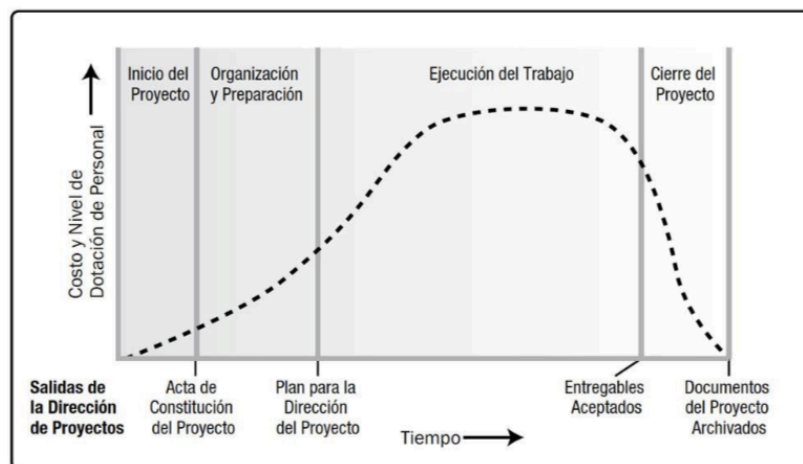 Inicio del
Proyecto
Organización
y Preparación
Ejecución del Trabajo
Cierre del
Proyecto
Costo y Nivel de
Dotación de Personal
Salidas de
la Dirección
de Proyectos
Acta de
Constitución
del Proyecto
Plan para la
Dirección
del Proyecto
Entregables
Aceptados
Documentos
del Proyecto
Archivados
Tiempo